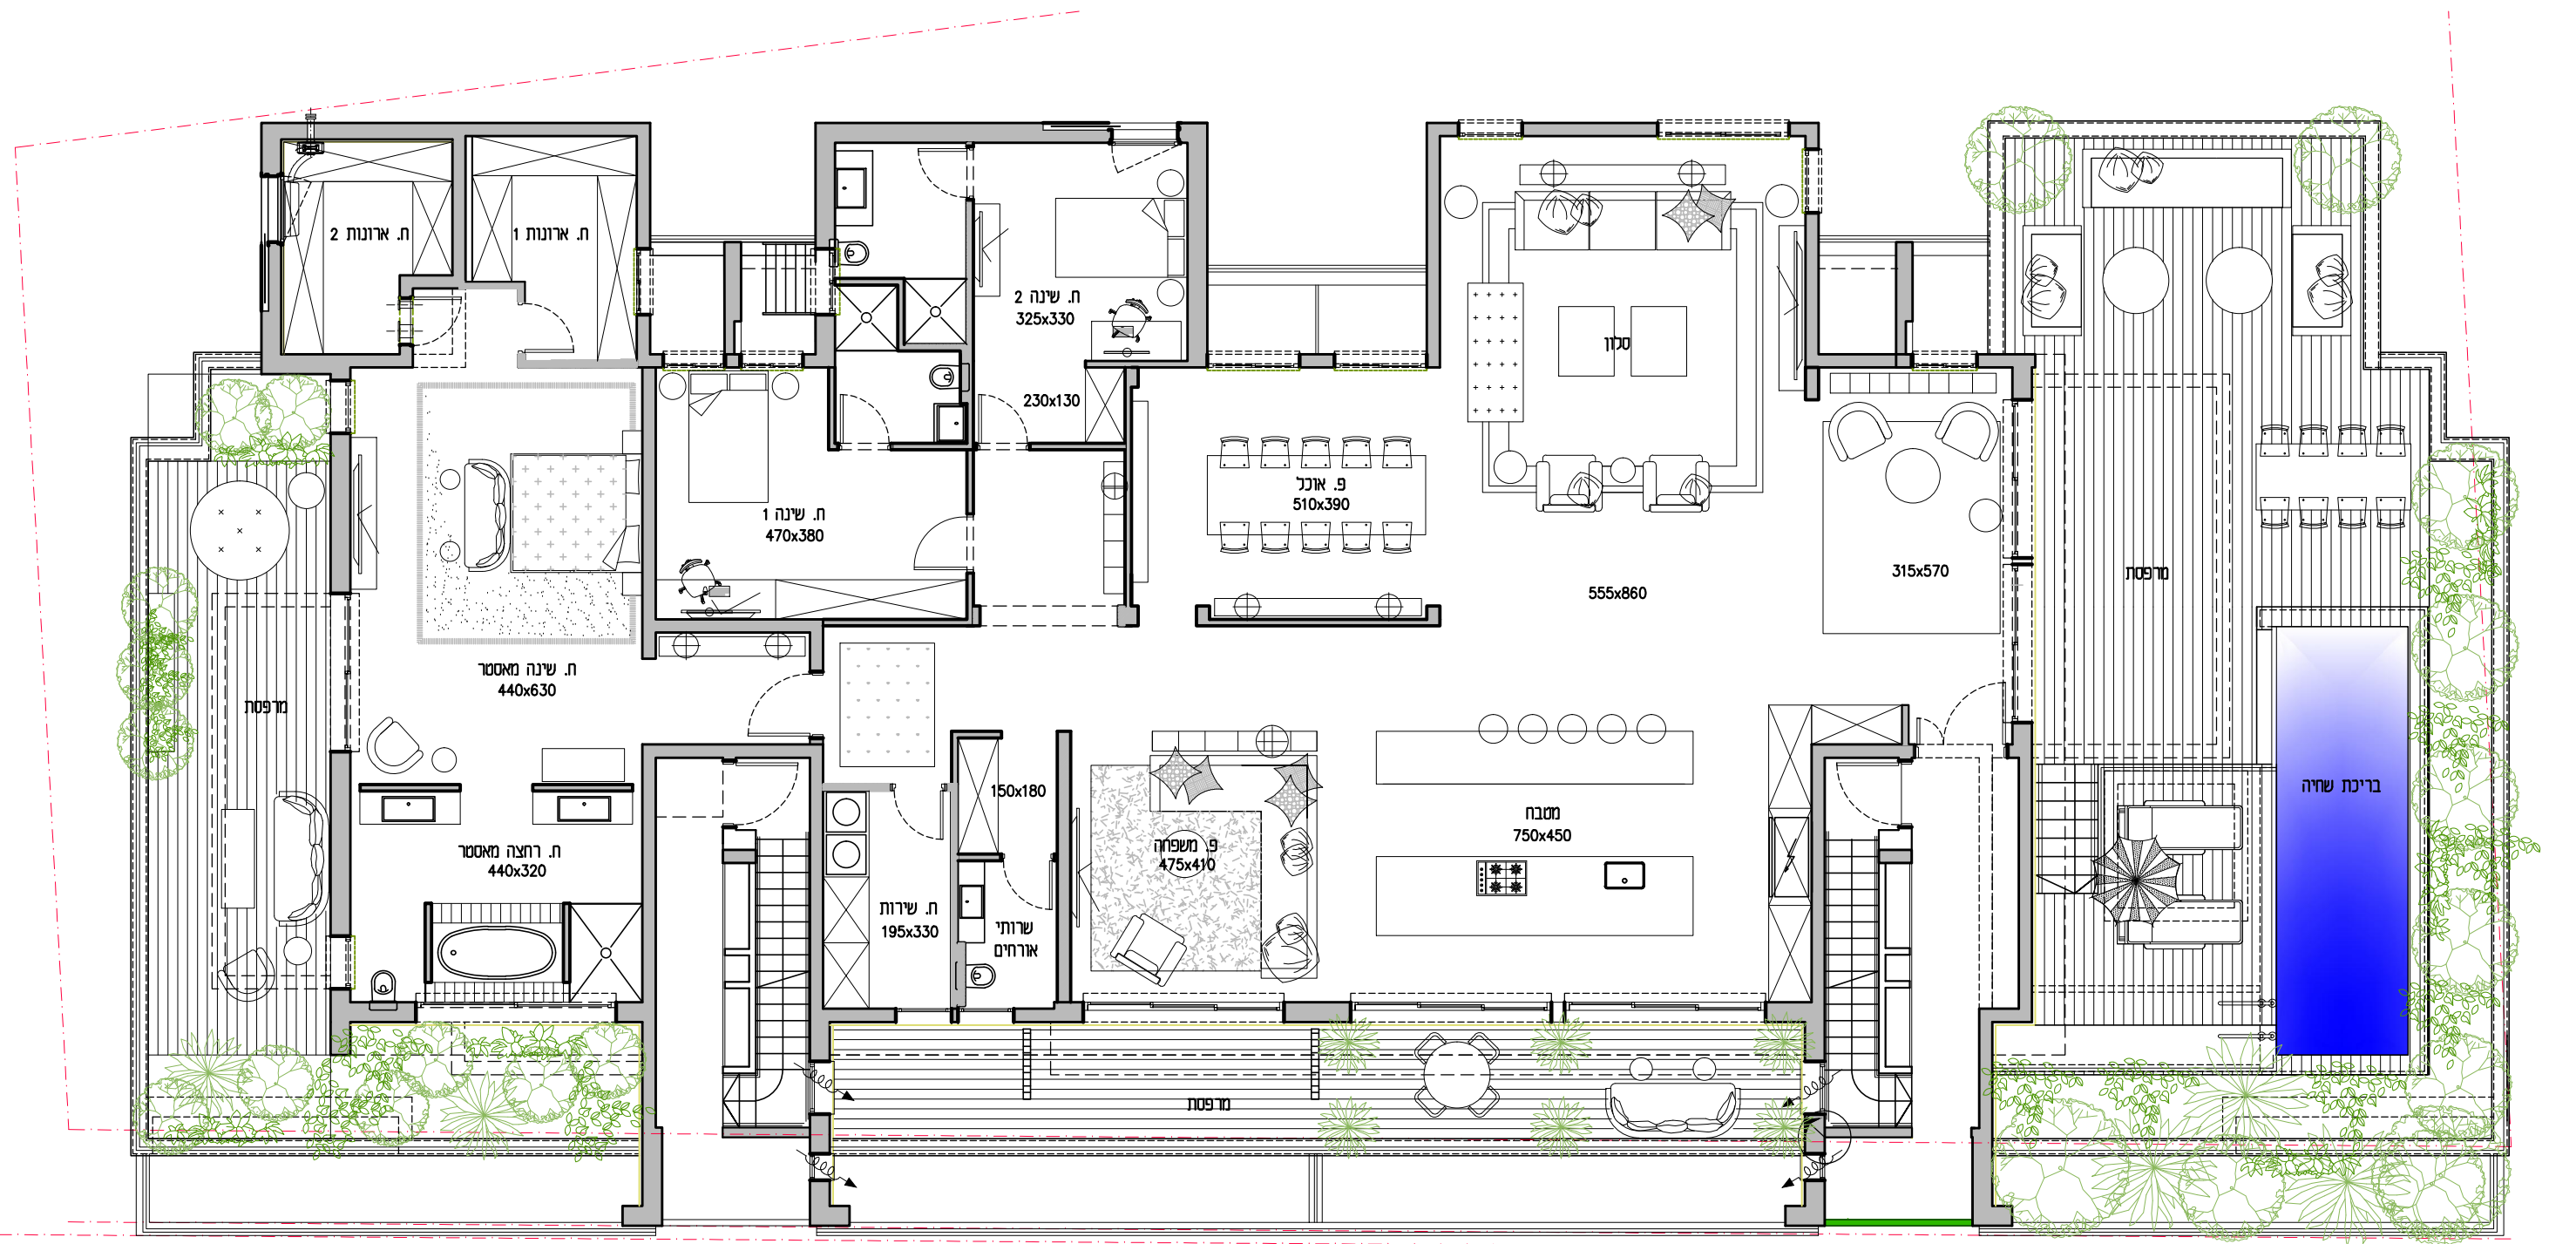 ח. ארונות 2
ח. ארונות 1
ח. שינה 2
325x330
230x130
סלון
פ. אוכל
510x390
ח. שינה 1
470x380
555x860
315x570
מרפסת
ח. שינה מאסטר
440x630
מרפסת
בריכת שחיה
150x180
מטבח
750x450
פ. משפחה
475x410
ח. רחצה מאסטר
440x320
ח. שירות
195x330
שרותי
אורחים
מרפסת